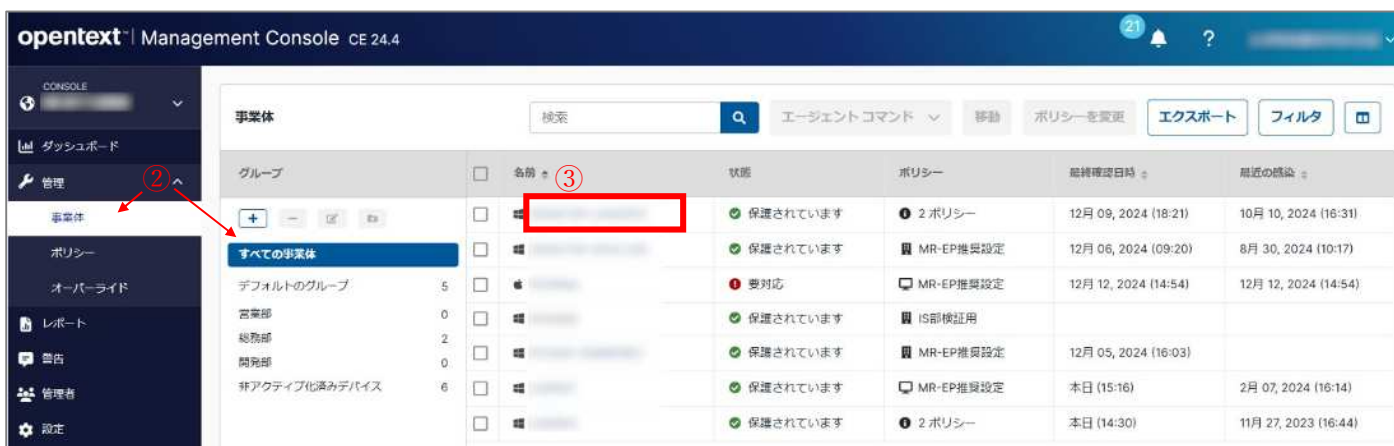 opentext™ | Management Console CE 24.4
21
?
CONSOLE
ダッシュボード
管理
②
事業体
ポリシー
オーバーライド
レポート
警告
管理者
設定
事業体
検索
エージェントコマンド
移動
ポリシーを変更
エクスポート
フィルタ
グループ
すべての事業体
デフォルトのグループ 5
営業部 0
総務部 2
開発部 0
非アクティブ化済みデバイス 6
名前 ③ 状態 ポリシー 最終確認日時 最近の感染
保護されています 2 ポリシー 12月 09, 2024 (18:21) 10月 10, 2024 (16:31)
保護されています MR-EP推奨設定 12月 06, 2024 (09:20) 8月 30, 2024 (10:17)
要対応 MR-EP推奨設定 12月 12, 2024 (14:54) 12月 12, 2024 (14:54)
保護されています IS部検証用
保護されています MR-EP推奨設定 12月 05, 2024 (16:03)
保護されています MR-EP推奨設定 本日 (15:16) 2月 07, 2024 (16:14)
保護されています 2 ポリシー 本日 (14:30) 11月 27, 2023 (16:44)